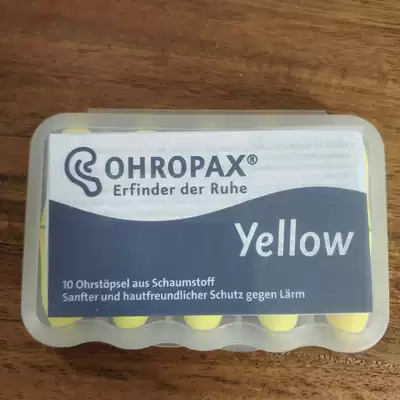 OHROPAX®
Erfinder der Ruhe
Yellow
10 Ohrstöpsel aus Schaumstoff
Sanfter und hautfreundlicher Schutz gegen Lärm